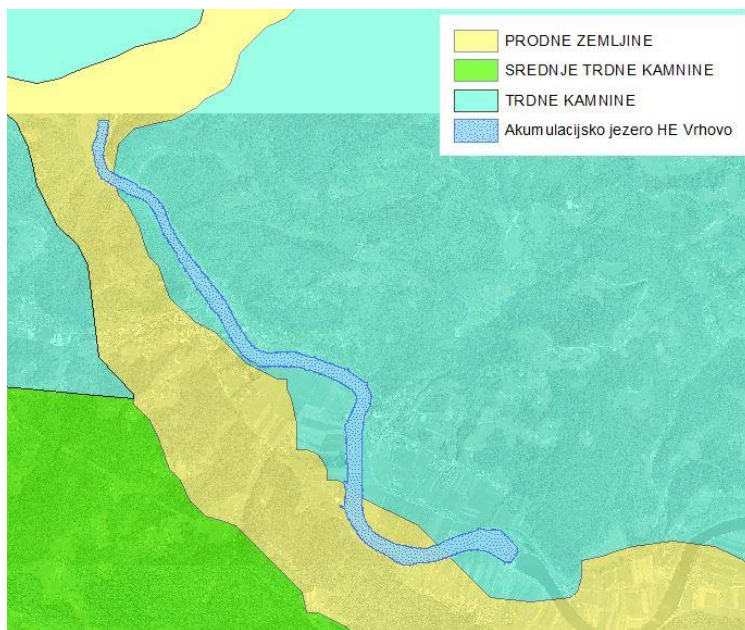 PRODNE ZEMLJINE
SREDNJE TRDNE KAMNINE
TRDNE KAMNINE
Akumulacijsko jezero HE Vrhovo